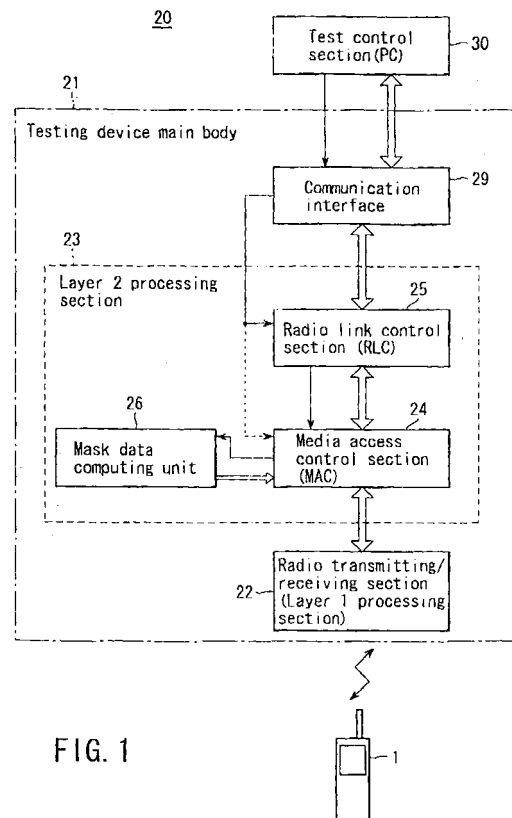 20
Test control
section(PC)
30
21
Testing device main body
Communication
interface
29
23
Layer 2 processing
section
25
Radio link control
section (RLC)
26
Mask data
computing unit
24
Media access
control section
(MAC)
22
Radio transmitting/
receiving section
(Layer 1 processing
section)
FIG. 1
1